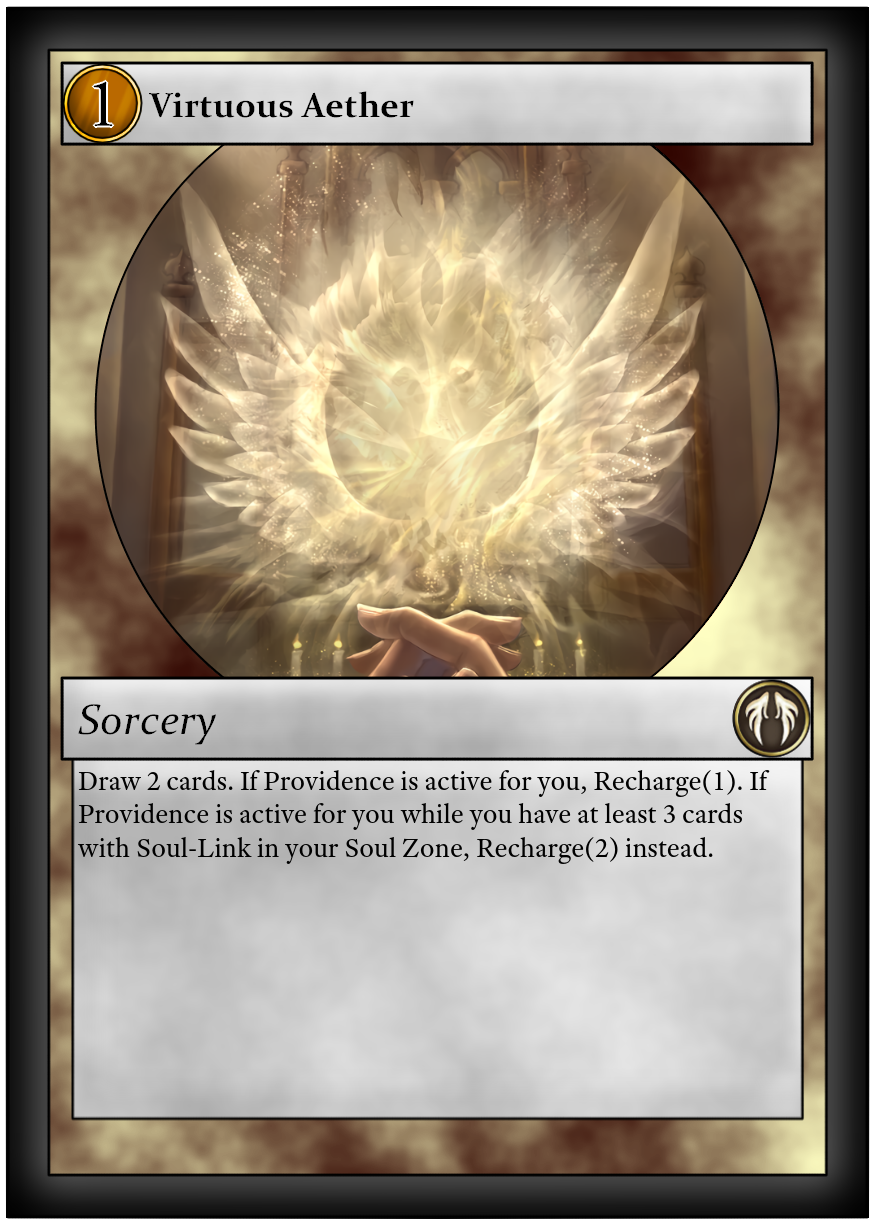 1 Virtuous Aether
Sorcery
Draw 2 cards. If Providence is active for you, Recharge(1). If
Providence is active for you while you have at least 3 cards
with Soul-Link in your Soul Zone, Recharge(2) instead.